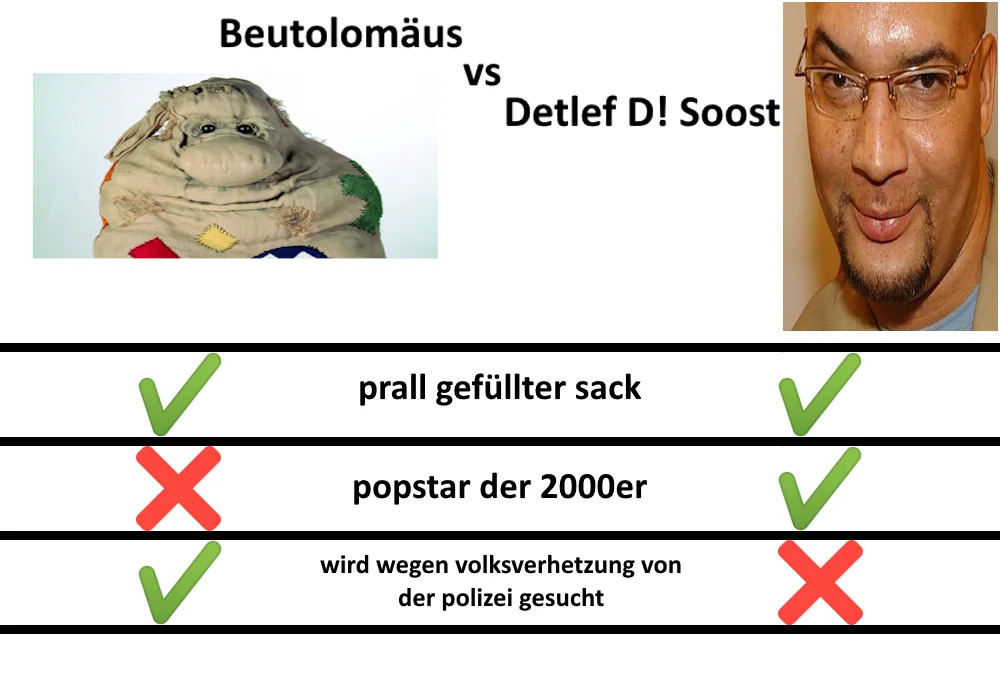 Beutolomäus
vs
Detlef D! Soost
prall gefüllter sack
popstar der 2000er
wird wegen volksverhetzung von
der polizei gesucht